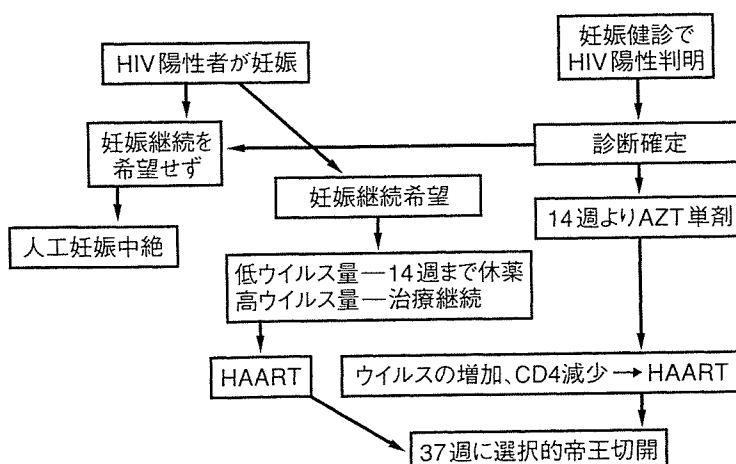 妊娠健診で
HIV陽性判明
HIV陽性者が妊娠
妊娠継続を
希望せず
診断確定
妊娠継続希望
人工妊娠中絶
14週よりAZT単剤
低ウイルス量―14週まで休薬
高ウイルス量―治療継続
HAART
ウイルスの増加、CD4減少→HAART
37週に選択的帝王切開